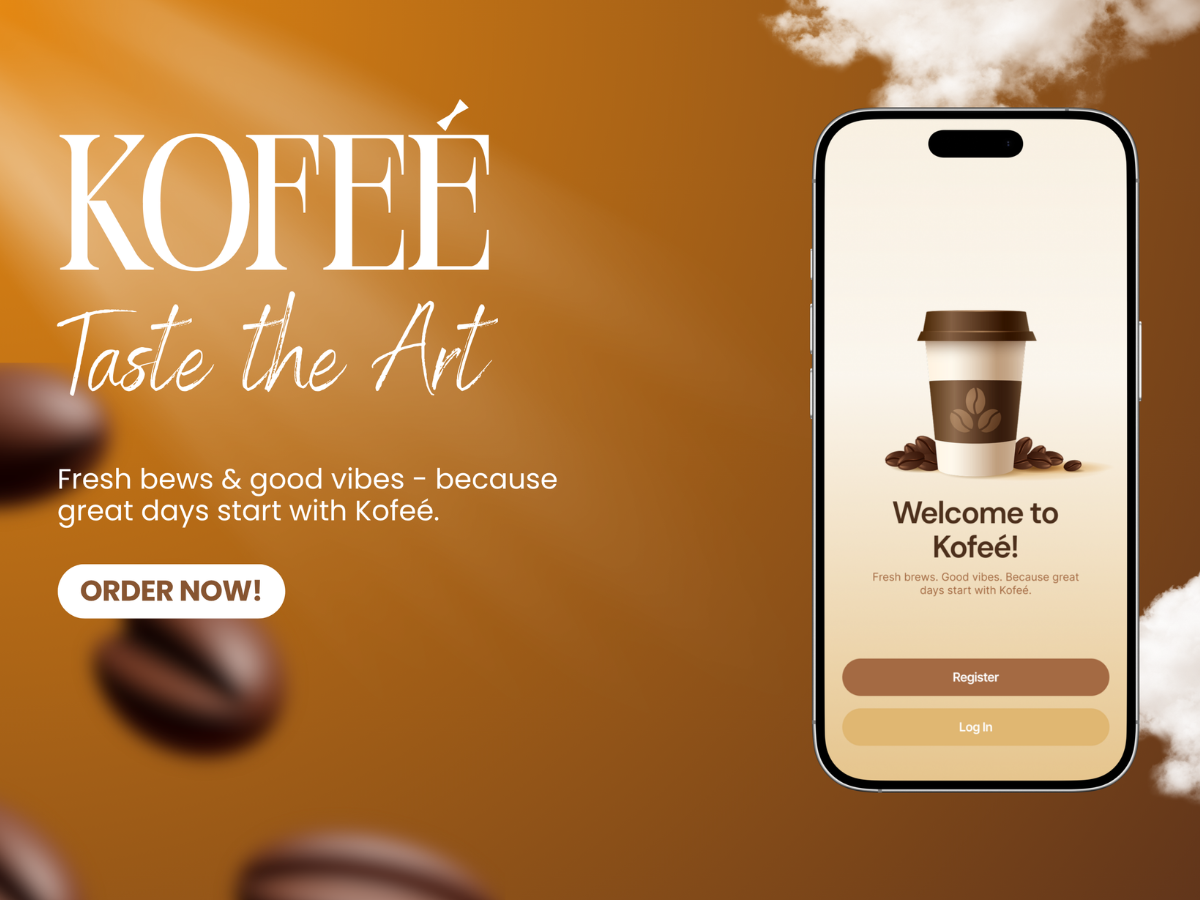 KOFEÉ
Taste the Art
Fresh bews & good vibes - because
great days start with Kofeé.
ORDER NOW!
Welcome to
Kofeé!
Fresh brews. Good vibes. Because great
days start with Kofeé.
Register
Log In